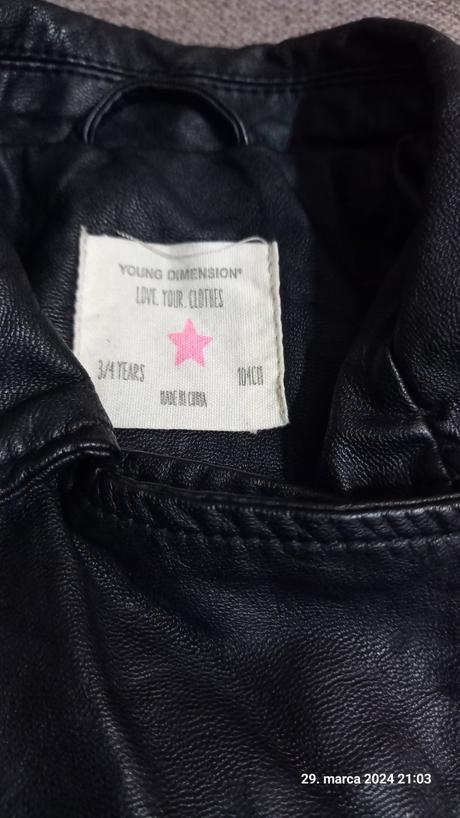 YOUNG DIMENSION®
LOVE. YOUR. CLOTHES
3/4 YEARS 104CM
MADE IN CHINA
29. marca 2024 21:03